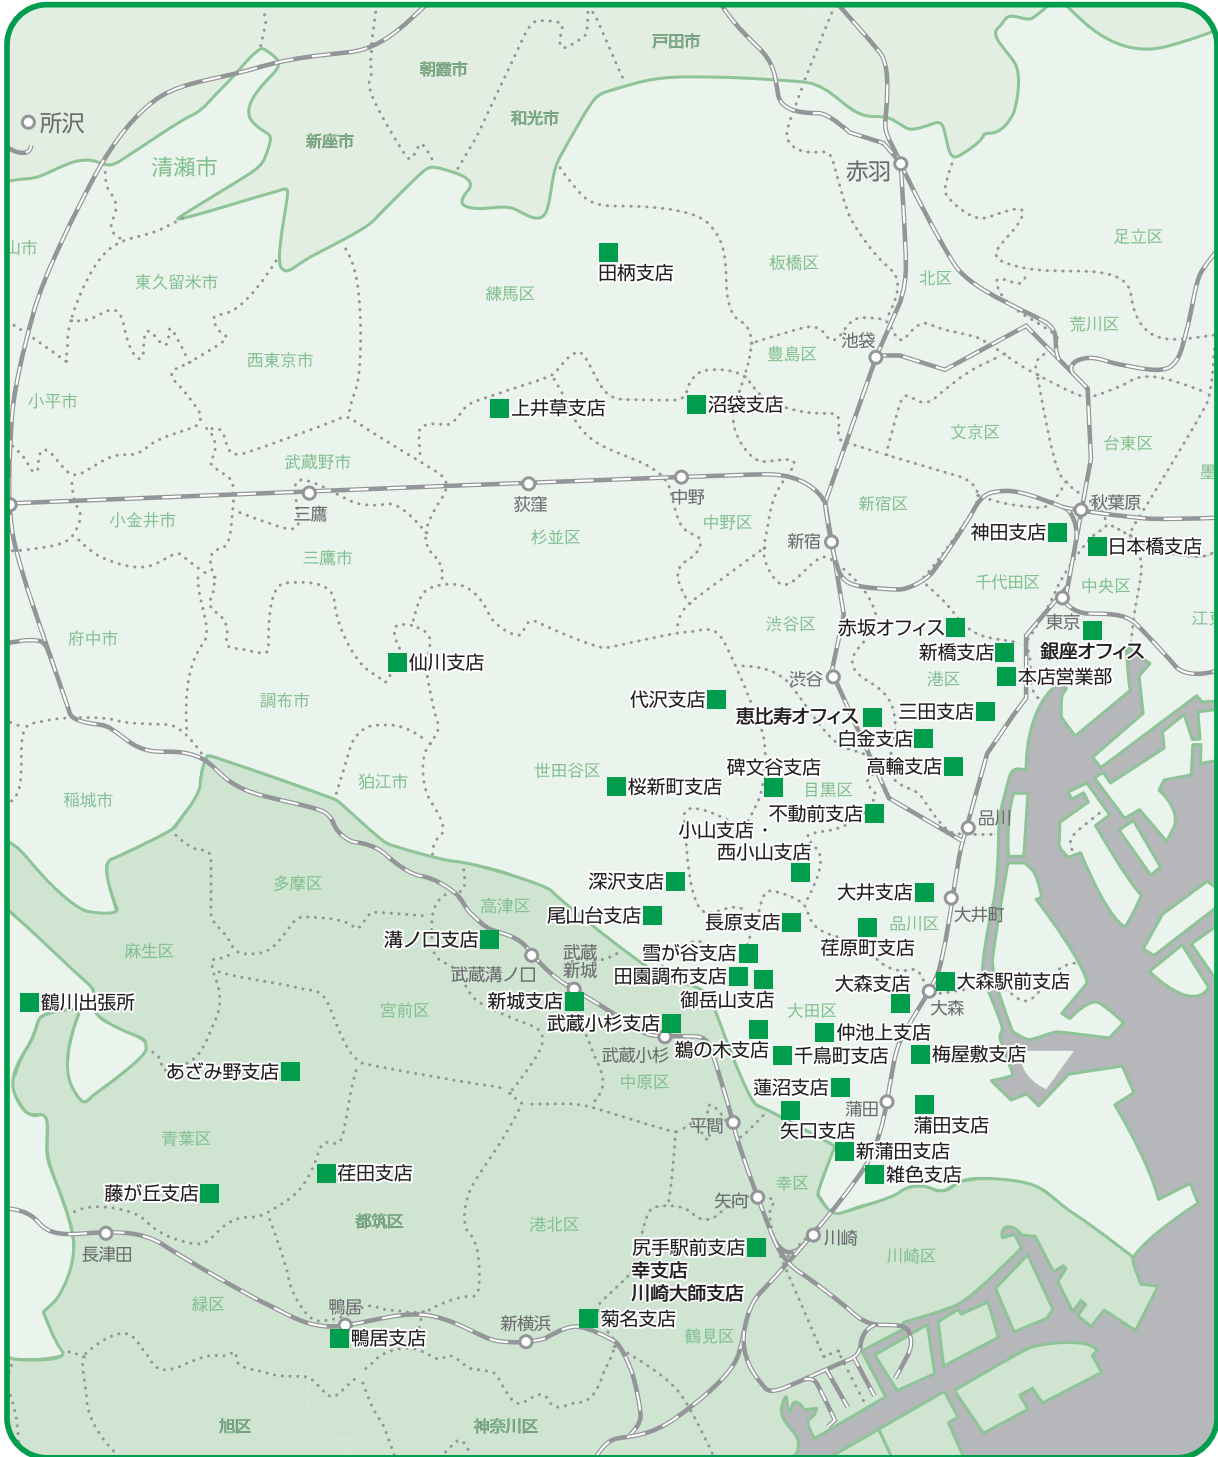 戸田市
朝霞市
和光市
所沢
新座市
清瀬市
赤羽
山市
足立区
板橋区
田柄支店
東久留米市
練馬区
北区
荒川区
池袋
豊島区
西東京市
小平市
上井草支店
沼袋支店
文京区
台東区
武蔵野市
墨
中野
荻窪
三鷹
新宿区
秋葉原
小金井市
中野区
神田支店
杉並区
新宿
日本橋支店
三鷹市
千代田区
中央区
江東
東京
渋谷区
赤坂オフィス
府中市
新橋支店
銀座オフィス
仙川支店
渋谷
港区
本店営業部
調布市
代沢支店
恵比寿オフィス
三田支店
白金支店
碑文谷支店
高輪支店
世田谷区
狛江市
桜新町支店
目黒区
稲城市
不動前支店
品川
小山支店・
西小山支店
多摩区
深沢支店
大井支店
高津区
尾山台支店
長原支店
品川区
大井町
溝ノ口支店
荏原町支店
麻生区
武蔵
新城
雪が谷支店
武蔵溝ノ口
田園調布支店
大森支店
大森駅前支店
新城支店
御岳山支店
鶴川出張所
宮前区
大田区
大森
武蔵小杉支店
仲池上支店
武蔵小杉
鵜の木支店
千鳥町支店
梅屋敷支店
あざみ野支店
中原区
蓮沼支店
蒲田
平間
矢口支店
蒲田支店
青葉区
新蒲田支店
荏田支店
雑色支店
藤が丘支店
幸区
矢向
都筑区
港北区
川崎
長津田
尻手駅前支店
川崎区
幸支店
川崎大師支店
緑区
鴨居
新横浜
菊名支店
鴨居支店
鶴見区
旭区
神奈川区